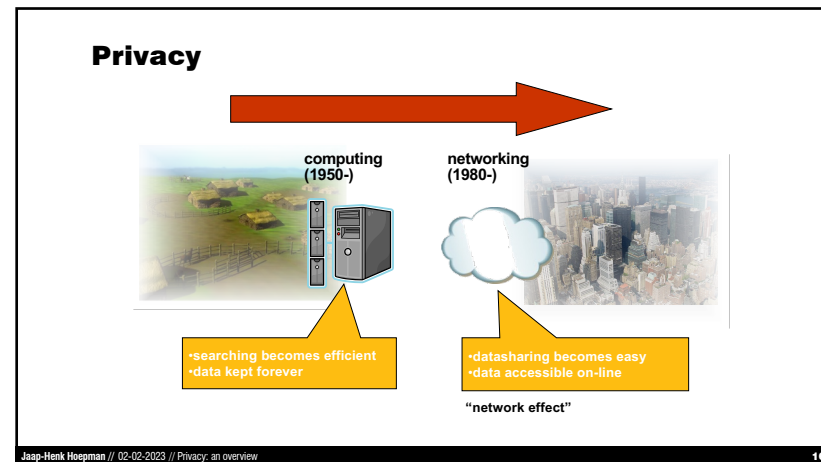 Privacy
computing
(1950-)
networking
(1980-)
•searching becomes efficient
•data kept forever
•datasharing becomes easy
•data accessible on-line
“network effect”
Jaap-Henk Hoepman // 02-02-2023 // Privacy: an overview